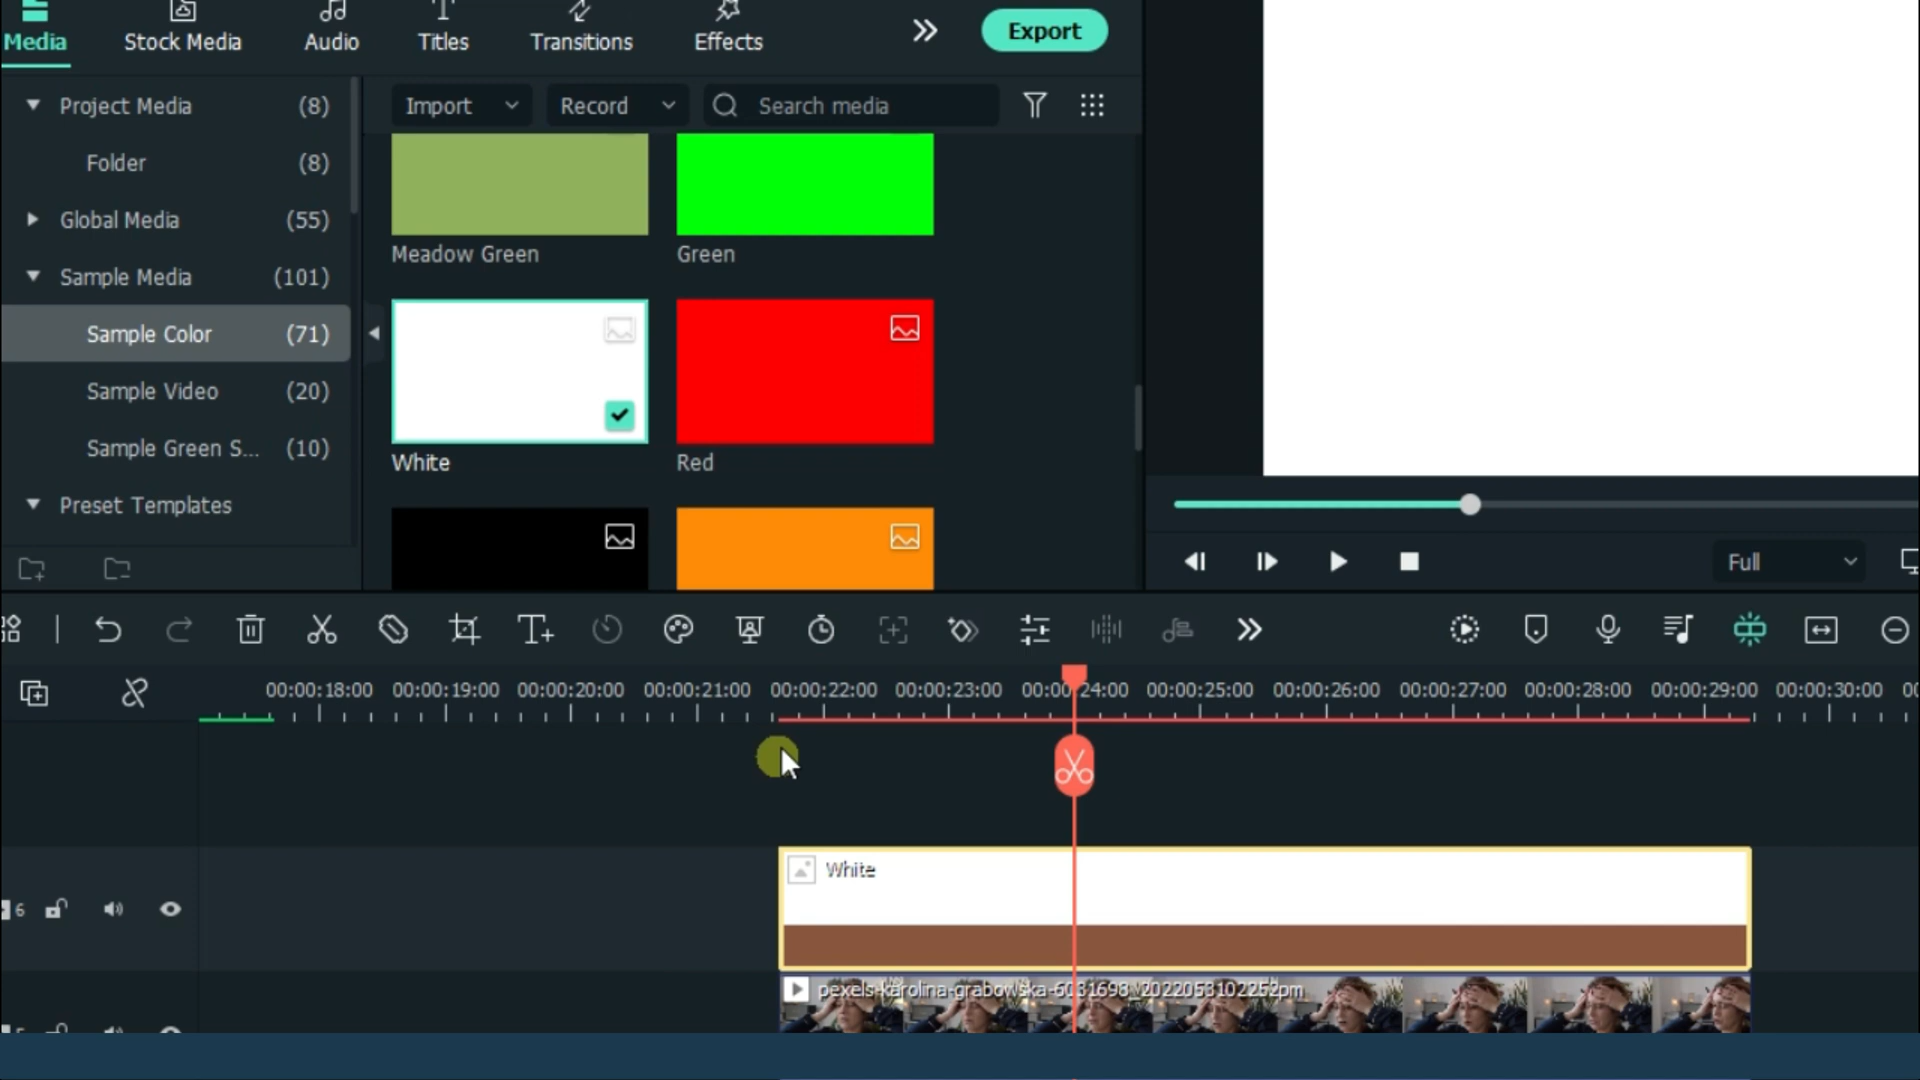 Media
Stock Media
Audio
Titles
Transitions
Effects
Export
Project Media (8)
Folder (8)
Global Media (55)
Sample Media (101)
Sample Color (71)
Sample Video (20)
Sample Green S... (10)
Preset Templates
Import
Record
Search media
Meadow Green
Green
White
Red
Full
00:00:18:00 00:00:19:00 00:00:20:00 00:00:21:00 00:00:22:00 00:00:23:00 00:00:24:00 00:00:25:00 00:00:26:00 00:00:27:00 00:00:28:00 00:00:29:00 00:00:30:00
6
White
pexels-karolina-grabowska-6031698_2022053102252pm